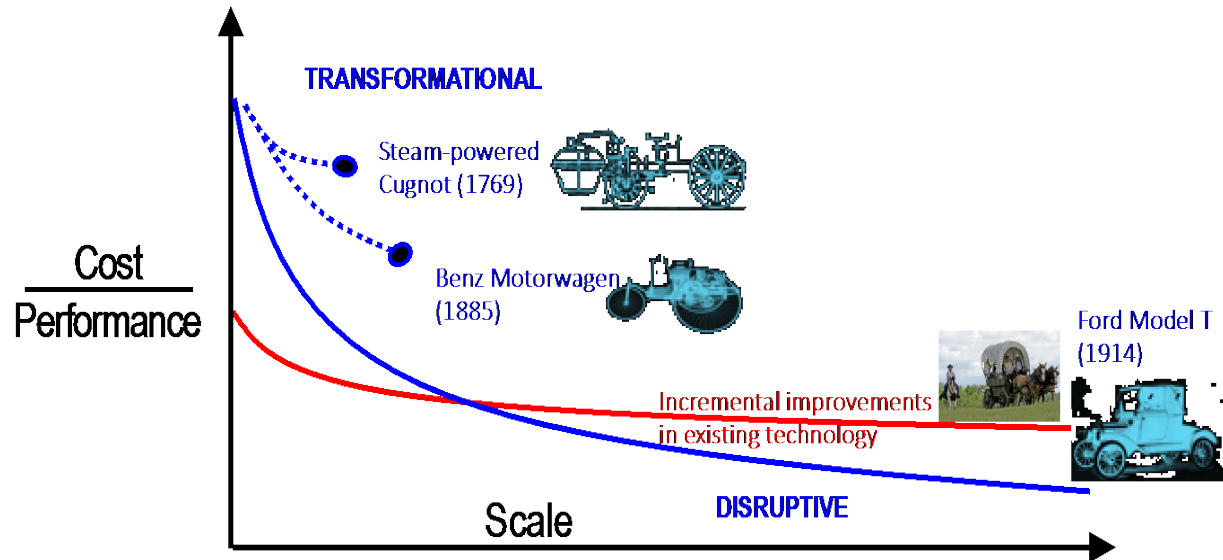 TRANSFORMATIONAL
Steam-powered
Cugnot (1769)
Benz Motorwagen
(1885)
Cost
Performance
Ford Model T
(1914)
Incremental improvements
in existing technology
DISRUPTIVE
Scale